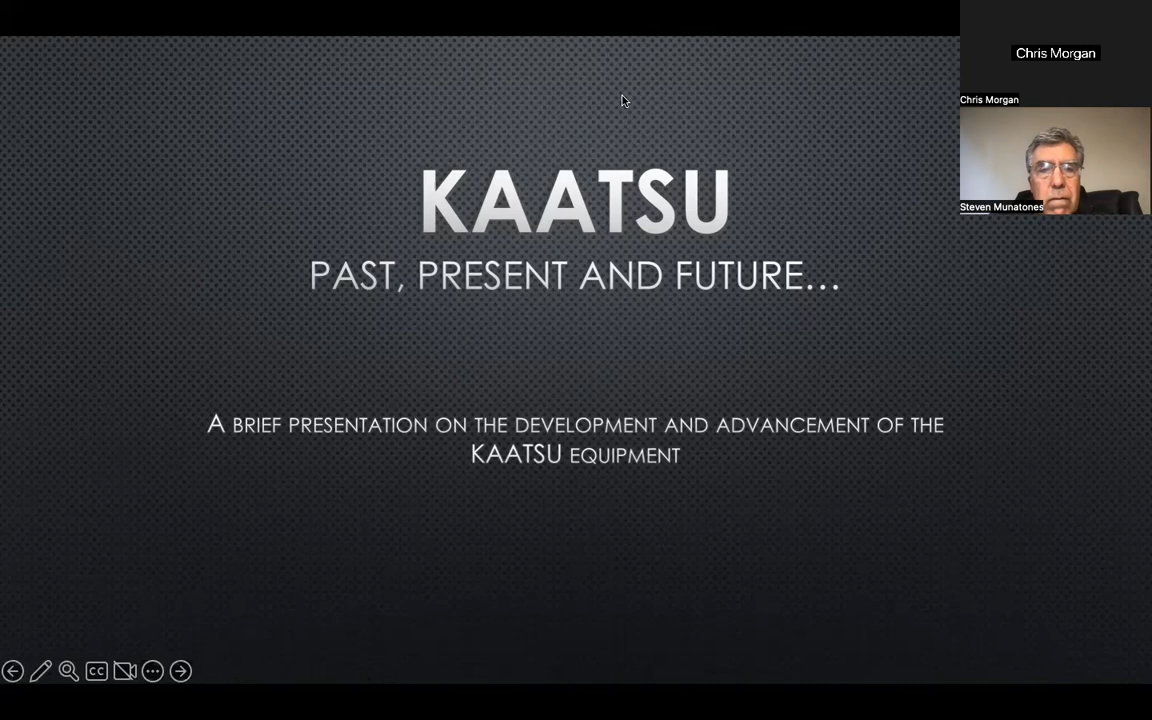 KAATSU
PAST, PRESENT AND FUTURE...
A BRIEF PRESENTATION ON THE DEVELOPMENT AND ADVANCEMENT OF THE
KAATSU EQUIPMENT
Chris Morgan
Chris Morgan
Steven Munatones
CC